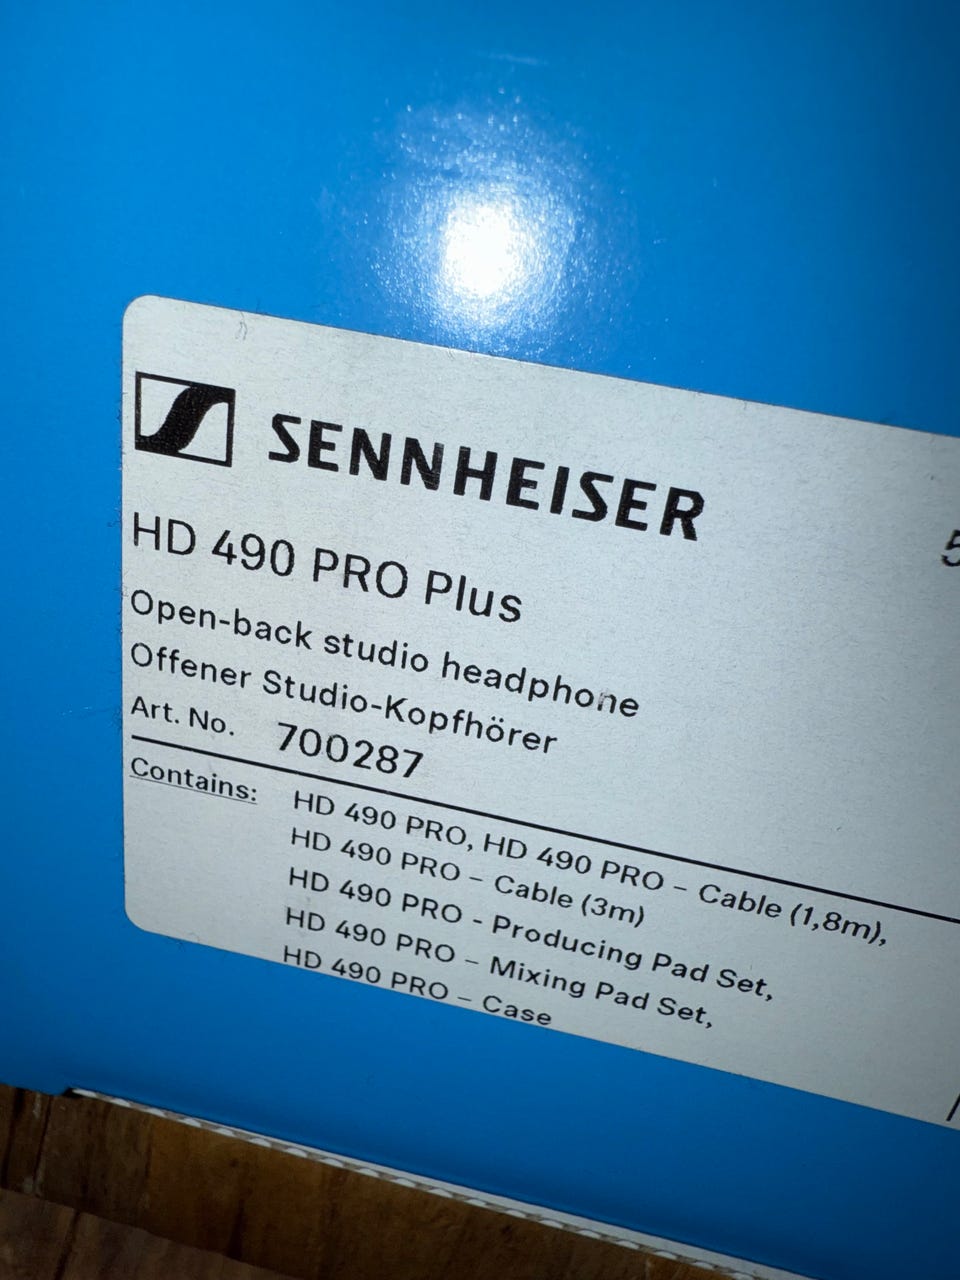 SENNHEISER
5
HD 490 PRO Plus
Open-back studio headphone
Offener Studio-Kopfhörer
Art. No. 700287
Contains: HD 490 PRO, HD 490 PRO – Cable (1,8m),
HD 490 PRO – Cable (3m)
HD 490 PRO - Producing Pad Set,
HD 490 PRO – Mixing Pad Set,
HD 490 PRO – Case